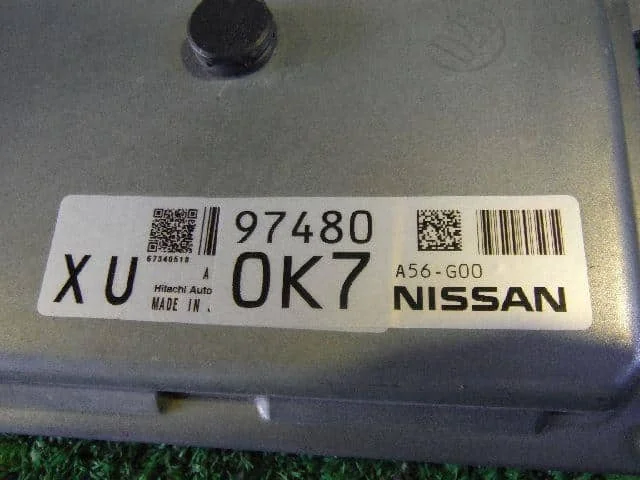 97480
67340518
XU
A
0K7
A56-G00
Hitachi Auto
MADE IN
NISSAN